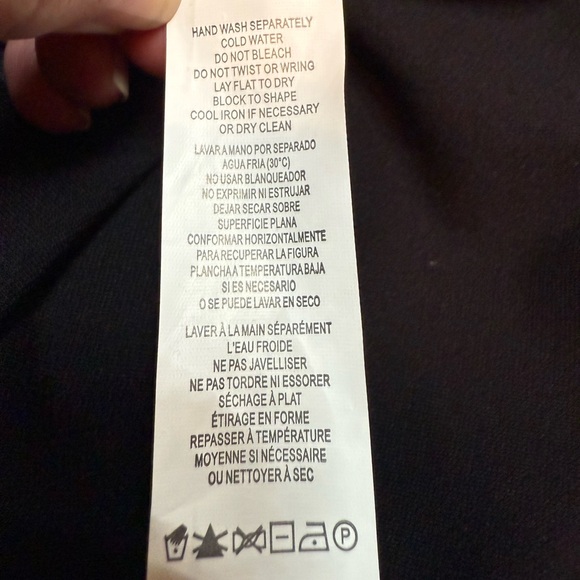 HAND WASH SEPARATELY
COLD WATER
DO NOT BLEACH
DO NOT TWIST OR WRING
LAY FLAT TO DRY
BLOCK TO SHAPE
COOL IRON IF NECESSARY
OR DRY CLEAN
LAVAR A MANO POR SEPARADO
AGUA FRIA (30°C)
NO USAR BLANQUEADOR
NO EXPRIMIR NI ESTRUJAR
DEJAR SECAR SOBRE
SUPERFICIE PLANA
CONFORMAR HORIZONTALMENTE
PARA RECUPERAR LA FIGURA
PLANCHA A TEMPERATURA BAJA
SI ES NECESARIO
O SE PUEDE LAVAR EN SECO
LAVER À LA MAIN SÉPARÉMENT
L'EAU FROIDE
NE PAS JAVELLISER
NE PAS TORDRE NI ESSORER
SÉCHAGE À PLAT
ÉTIRAGE EN FORME
REPASSER À TEMPÉRATURE
MOYENNE SI NÉCESSAIRE
OU NETTOYER À SEC
P